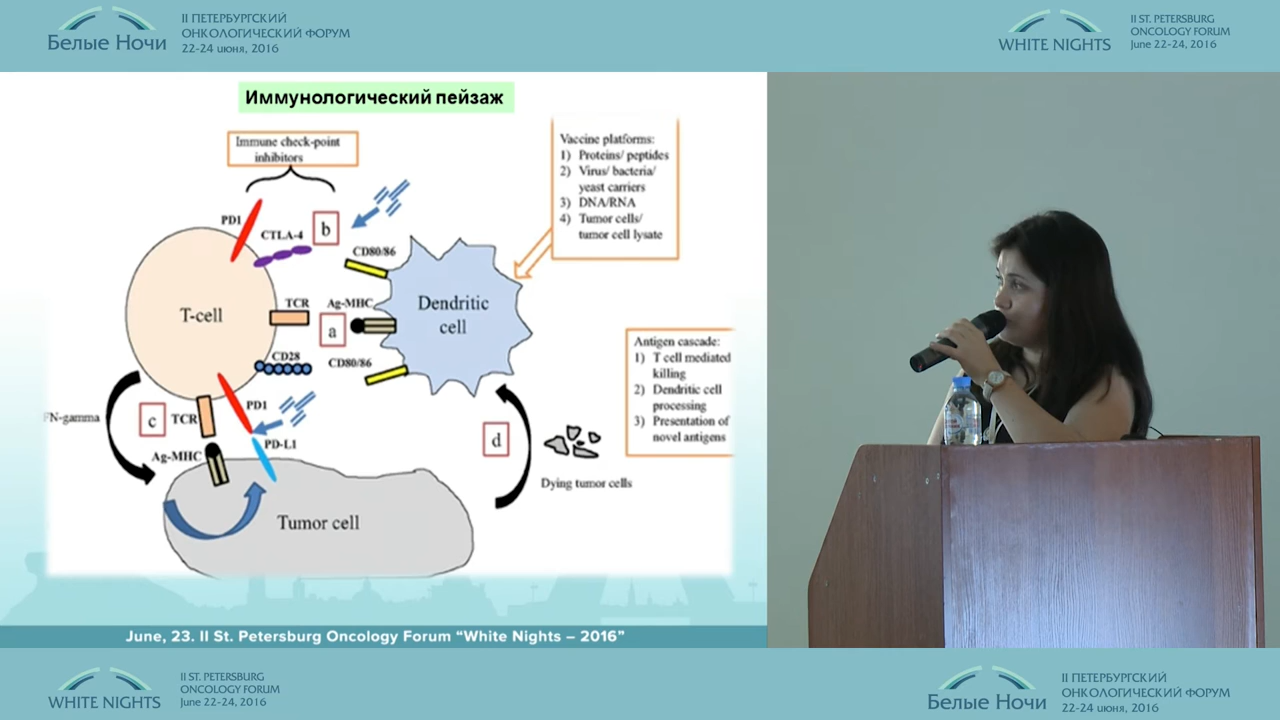 Белые Ночи
II ПЕТЕРБУРГСКИЙ
ОНКОЛОГИЧЕСКИЙ ФОРУМ
22-24 июня, 2016
WHITE NIGHTS
II ST. PETERSBURG
ONCOLOGY FORUM
June 22-24, 2016
Иммунологический пейзаж
Immune check-point
inhibitors
PD1
CTLA-4
b
CD80/86
Vaccine platforms:
1) Proteins/ peptides
2) Virus/ bacteria/
yeast carriers
3) DNA/RNA
4) Tumor cells/
tumor cell lysate
T-cell
TCR
Ag-MHC
a
Dendritic
cell
CD28
CD80/86
Antigen cascade:
1) T cell mediated
killing
2) Dendritic cell
processing
3) Presentation of
novel antigens
FN-gamma
c
TCR
PD1
PD-L1
Ag-MHC
d
Dying tumor cells
Tumor cell
June, 23. II St. Petersburg Oncology Forum “White Nights – 2016”
WHITE NIGHTS
II ST. PETERSBURG
ONCOLOGY FORUM
June 22-24, 2016
Белые Ночи
II ПЕТЕРБУРГСКИЙ
ОНКОЛОГИЧЕСКИЙ ФОРУМ
22-24 июня, 2016